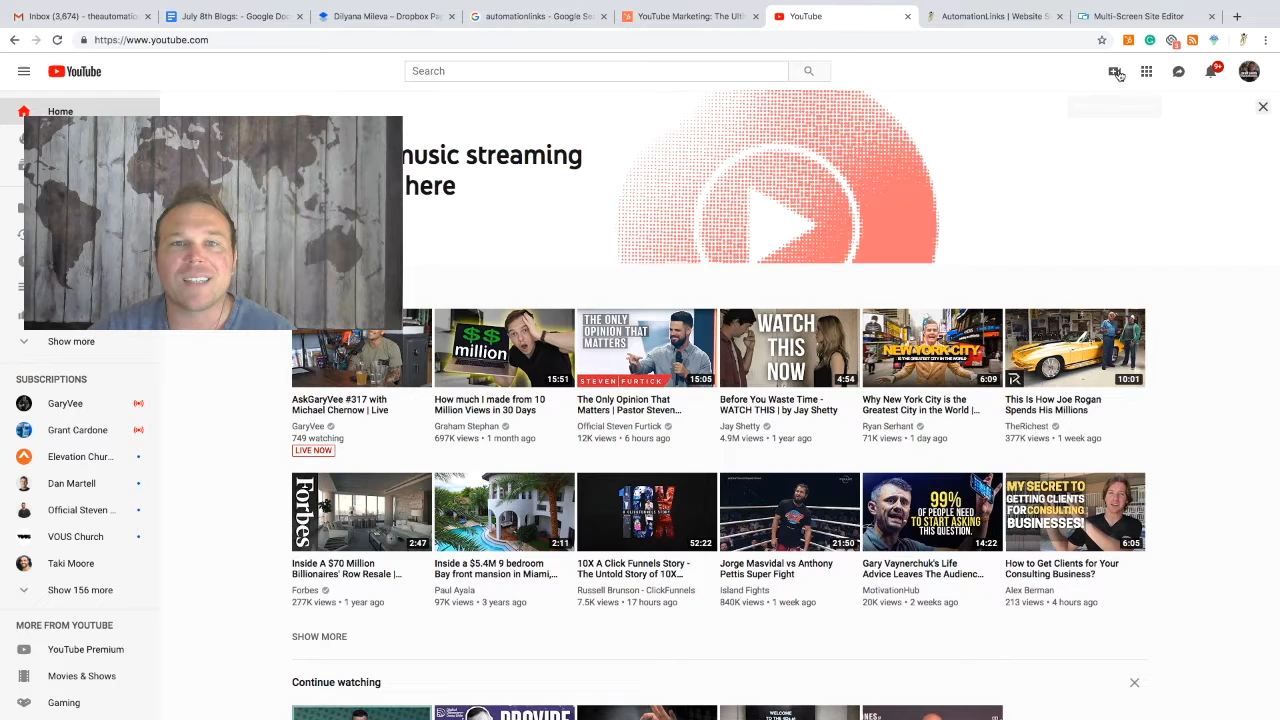 M (3,674) - theautomatio
July 8th Blogs: - Google Doc
Dilyana Mileva – Dropbox Pap
automationlinks - Google Sea
YouTube Marketing: The Ultim
YouTube
AutomationLinks | Website S
Multi-Screen Site Editor
https://www.youtube.com
YouTube
Search
9+
Home
music streaming
here
Show more
SUBSCRIPTIONS
GaryVee
Grant Cardone
Elevation Chur...
Dan Martell
Official Steven ...
VOUS Church
Taki Moore
Show 156 more
MORE FROM YOUTUBE
YouTube Premium
Movies & Shows
Gaming
$$
million
15:51
THE ONLY
OPINION THAT
MATTERS
STEVEN FURTICK
15:05
WATCH
THIS
NOW
4:54
NEW YORK CITY
IS THE GREATEST CITY IN THE WORLD
6:09
10:01
AskGaryVee #317 with
Michael Chernow | Live
GaryVee
749 watching
LIVE NOW
How much I made from 10
Million Views in 30 Days
Graham Stephan
697K views • 1 month ago
The Only Opinion That
Matters | Pastor Steven...
Official Steven Furtick
12K views • 6 hours ago
Before You Waste Time -
WATCH THIS | by Jay Shetty
Jay Shetty
4.9M views • 1 year ago
Why New York City is the
Greatest City in the World |...
Ryan Serhant
71K views • 1 day ago
This Is How Joe Rogan
Spends His Millions
TheRichest
377K views • 1 week ago
Forbes
2:47
2:11
10X
52:22
21:50
99%
OF PEOPLE NEED
TO START ASKING
THIS QUESTION.
14:22
MY SECRET TO
GETTING CLIENTS
FOR CONSULTING
BUSINESSES!
6:05
Inside A $70 Million
Billionaires' Row Resale |...
Forbes
277K views • 1 year ago
Inside a $5.4M 9 bedroom
Bay front mansion in Miami,...
Paul Ayala
97K views • 3 years ago
10X A Click Funnels Story -
The Untold Story of 10X...
Russell Brunson - ClickFunnels
7.5K views • 17 hours ago
Jorge Masvidal vs Anthony
Pettis Super Fight
Island Fights
840K views • 1 week ago
Gary Vaynerchuk's Life
Advice Leaves The Audienc...
MotivationHub
20K views • 2 weeks ago
How to Get Clients for Your
Consulting Business?
Alex Berman
213 views • 4 hours ago
SHOW MORE
Continue watching
PROVIDE
WELCOME